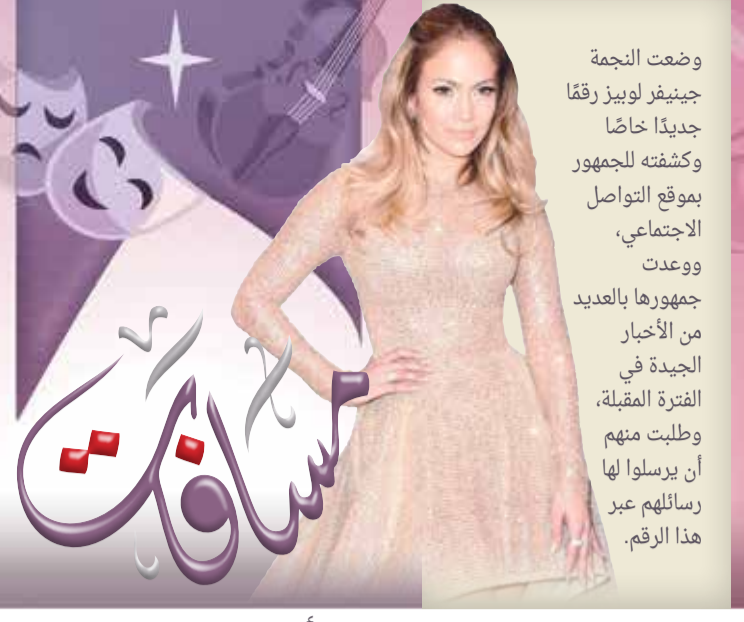 وضعت النجمة
جينيفر لوبيز رقمًا
جديدًا خاصًا
وكشفته للجمهور
بموقع التواصل
الاجتماعي،
ووعدت
جمهورها بالعديد
من الأخبار
الجيدة في
الفترة المقبلة،
وطلبت منهم
أن يرسلوا لها
رسائلهم عبر
هذا الرقم.
مسافات